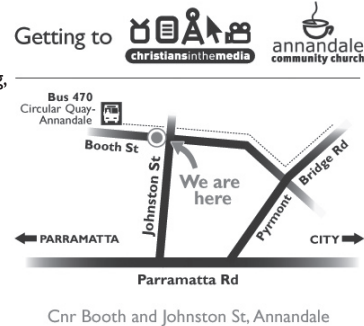 Getting to
christiansinthemedia
annandale
community church
g,
Bus 470
Circular Quay-
Annandale
Booth St
We are
here
Johnston St
Pyrmont Bridge Rd
PARRAMATTA
CITY
Parramatta Rd
Cnr Booth and Johnston St, Annandale